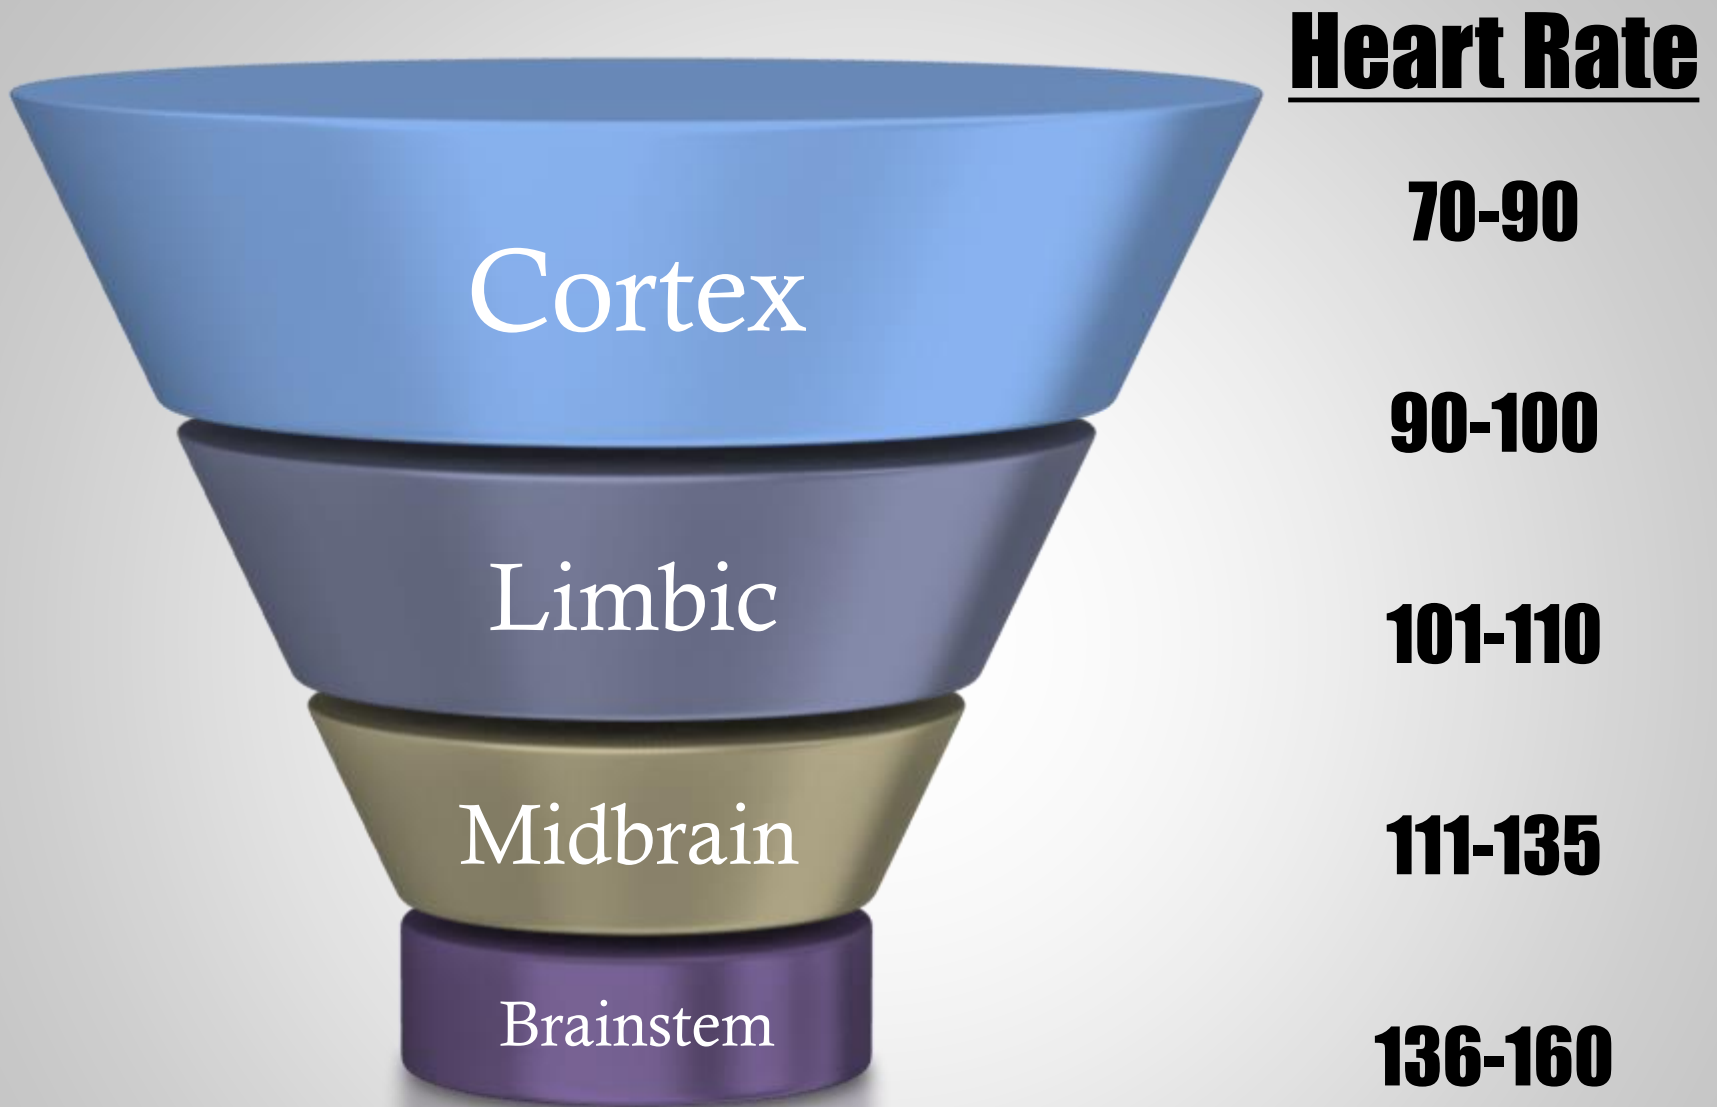 Heart Rate
70-90
Cortex
90-100
Limbic
101-110
Midbrain
111-135
Brainstem
136-160